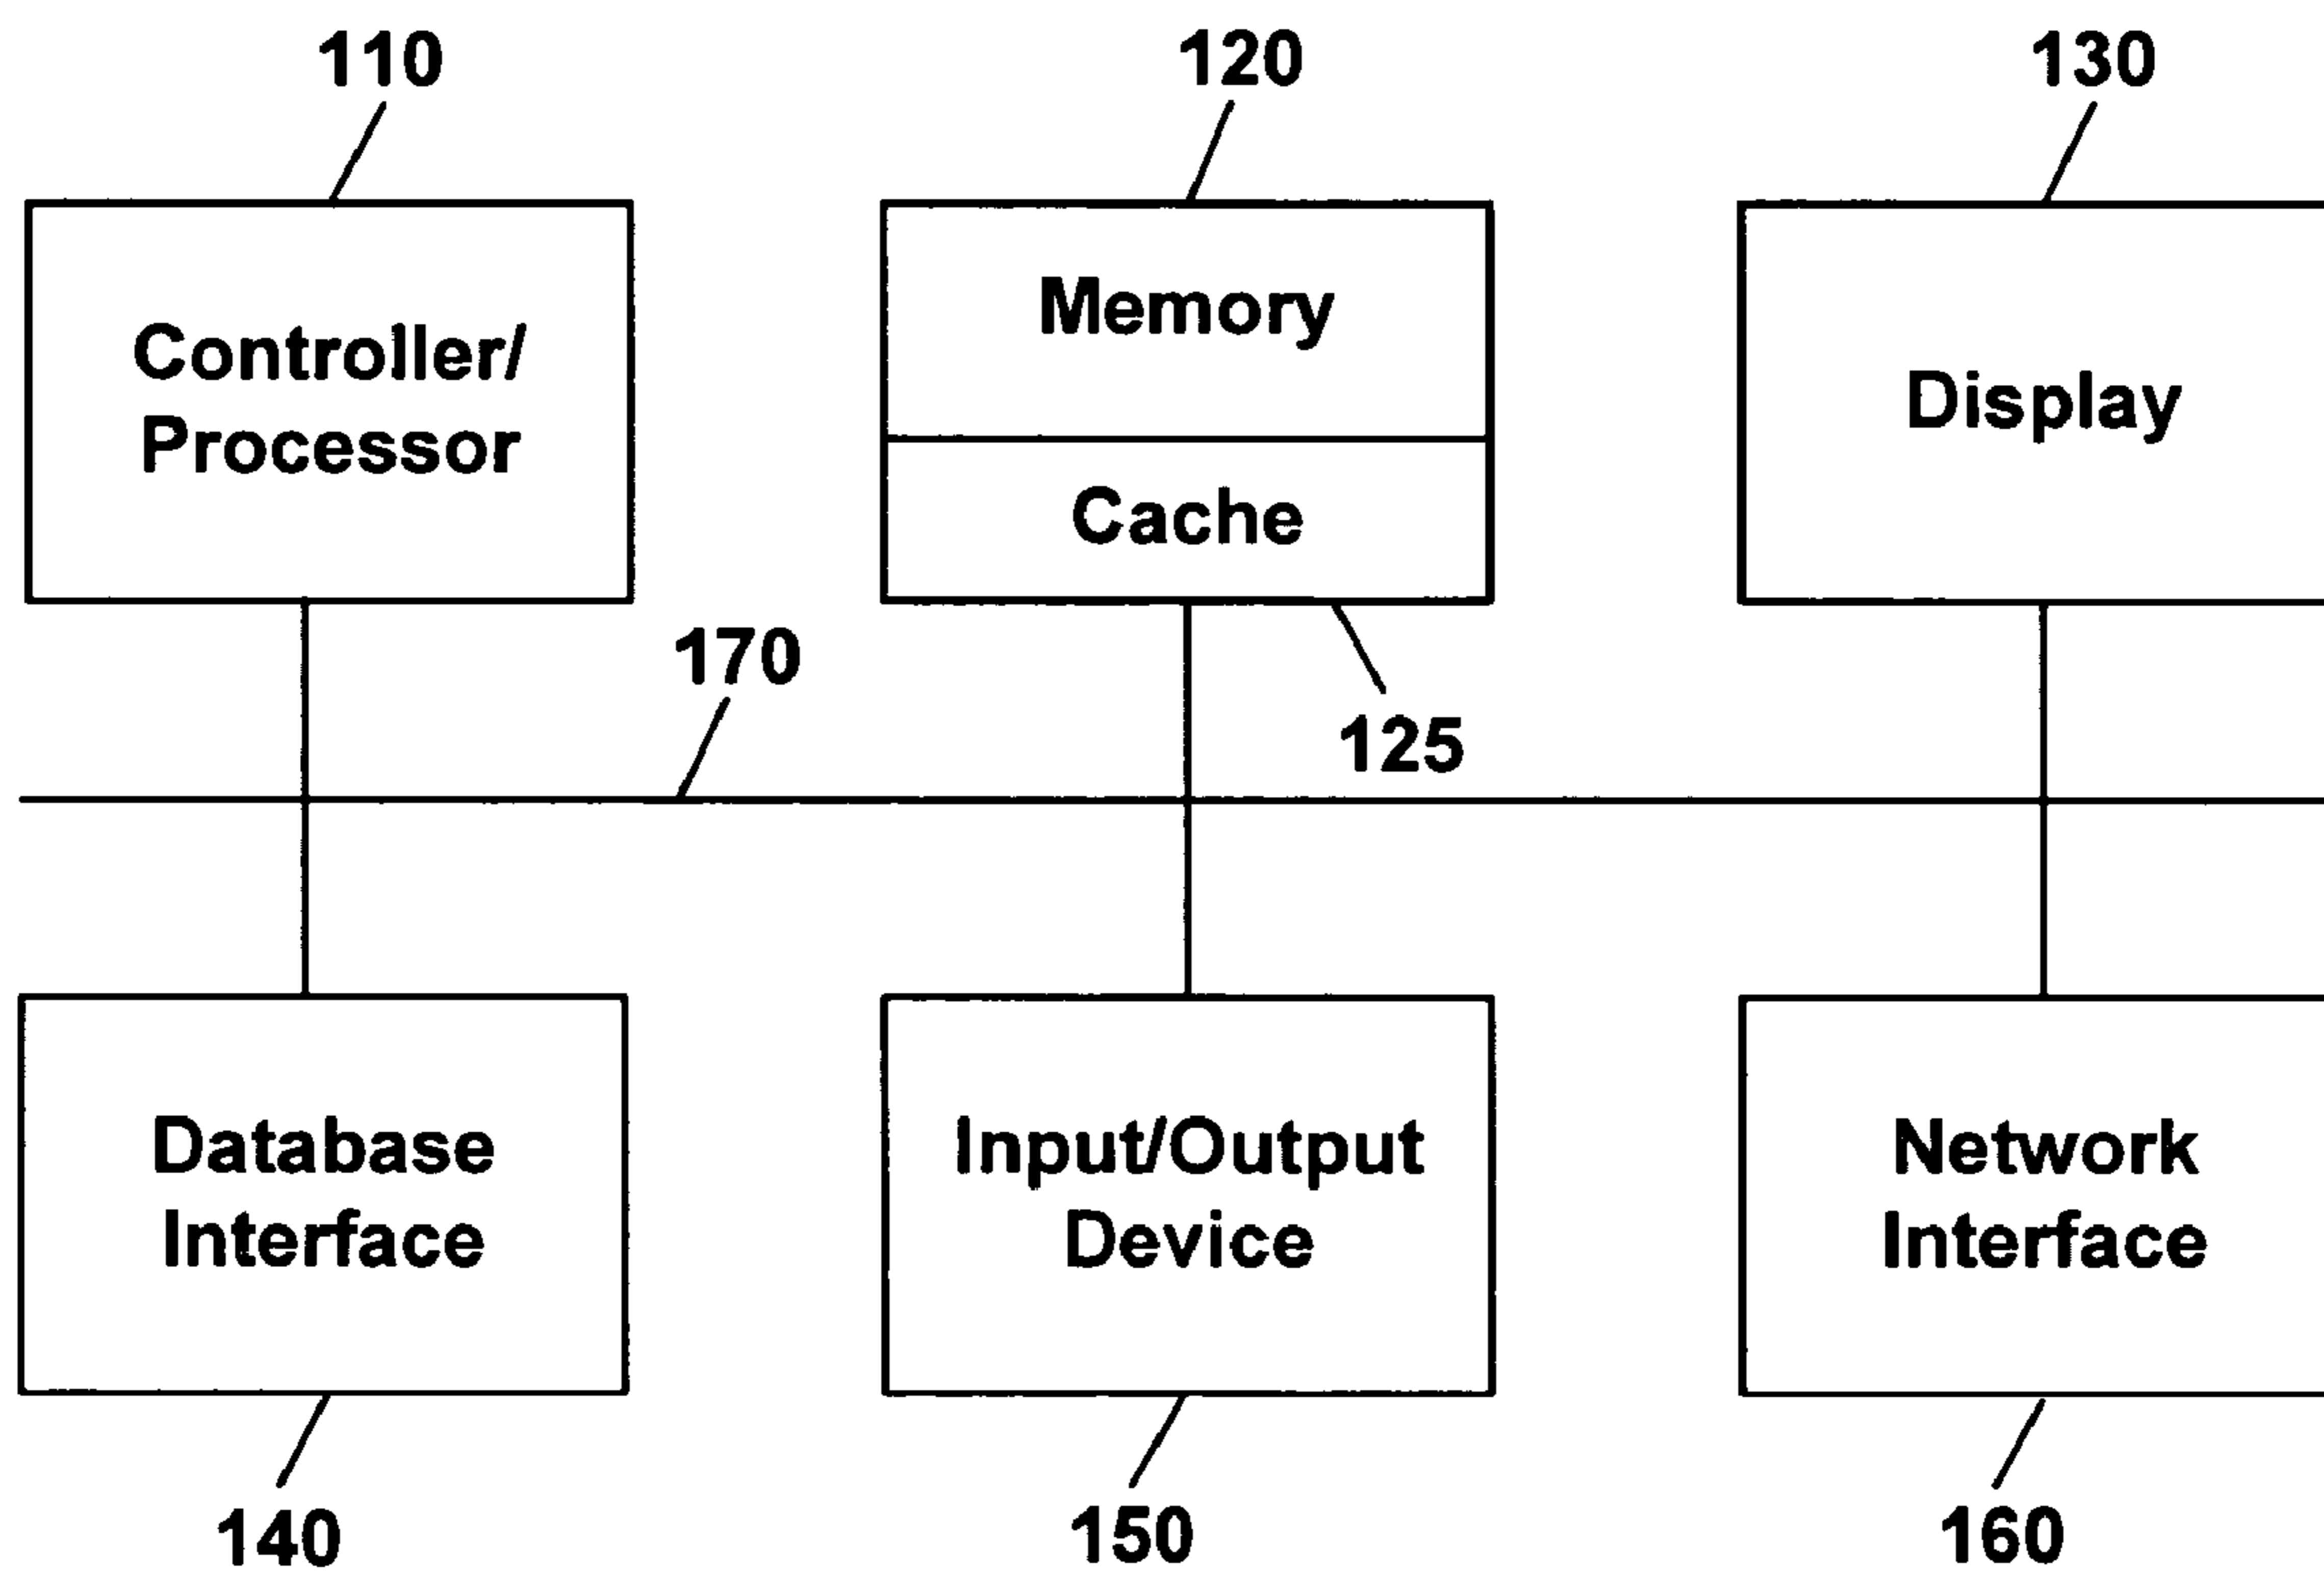 110
120
130
Controller/
Processor
Memory
Cache
Display
170
125
Database
Interface
Input/Output
Device
Network
Interface
140
150
160